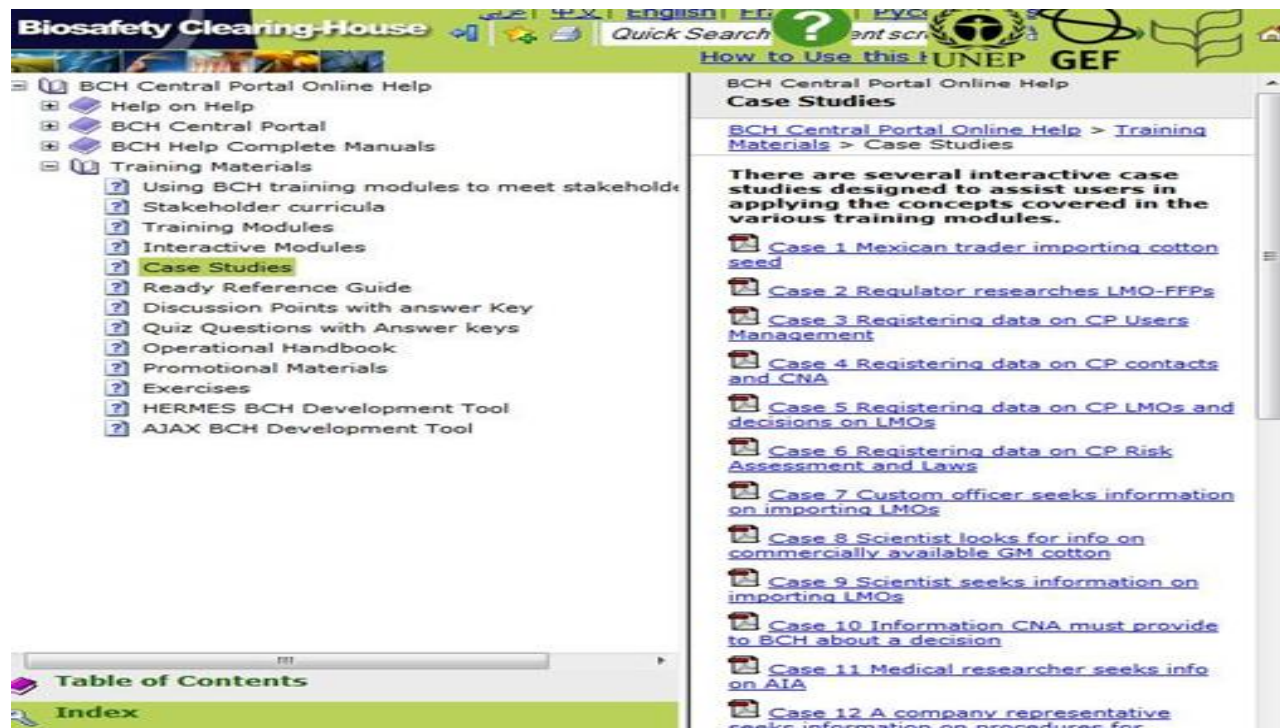 عربي | 中文 | English
Biosafety Clearing-House
Quick Search
How to Use this
UNEP
GEF
BCH Central Portal Online Help
Help on Help
BCH Central Portal
BCH Help Complete Manuals
Training Materials
Using BCH training modules to meet
Stakeholder curricula
Training Modules
Interactive Modules
Case Studies
Ready Reference Guide
Discussion Points with answer Key
Quiz Questions with Answer keys
Operational Handbook
Promotional Materials
Exercises
HERMES BCH Development Tool
AJAX BCH Development Tool
Table of Contents
Index
BCH Central Portal Online Help
Case Studies
BCH Central Portal Online Help > Training
Materials > Case Studies
There are several interactive case
studies designed to assist users in
applying the concepts covered in the
various training modules.
Case 1 Mexican trader importing cotton
seed
Case 2 Regulator researches LMO-FFPs
Case 3 Registering data on CP Users
Management
Case 4 Registering data on CP contacts
and CNA
Case 5 Registering data on CP LMOs and
decisions on LMOs
Case 6 Registering data on CP Risk
Assessment and Laws
Case 7 Custom officer seeks information
on importing LMOs
Case 8 Scientist looks for info on
commercially available GM cotton
Case 9 Scientist seeks information on
importing LMOs
Case 10 Information CNA must provide
to BCH about a decision
Case 11 Medical researcher seeks info
on AIA
Case 12 A company representative
seeks information on procedures for